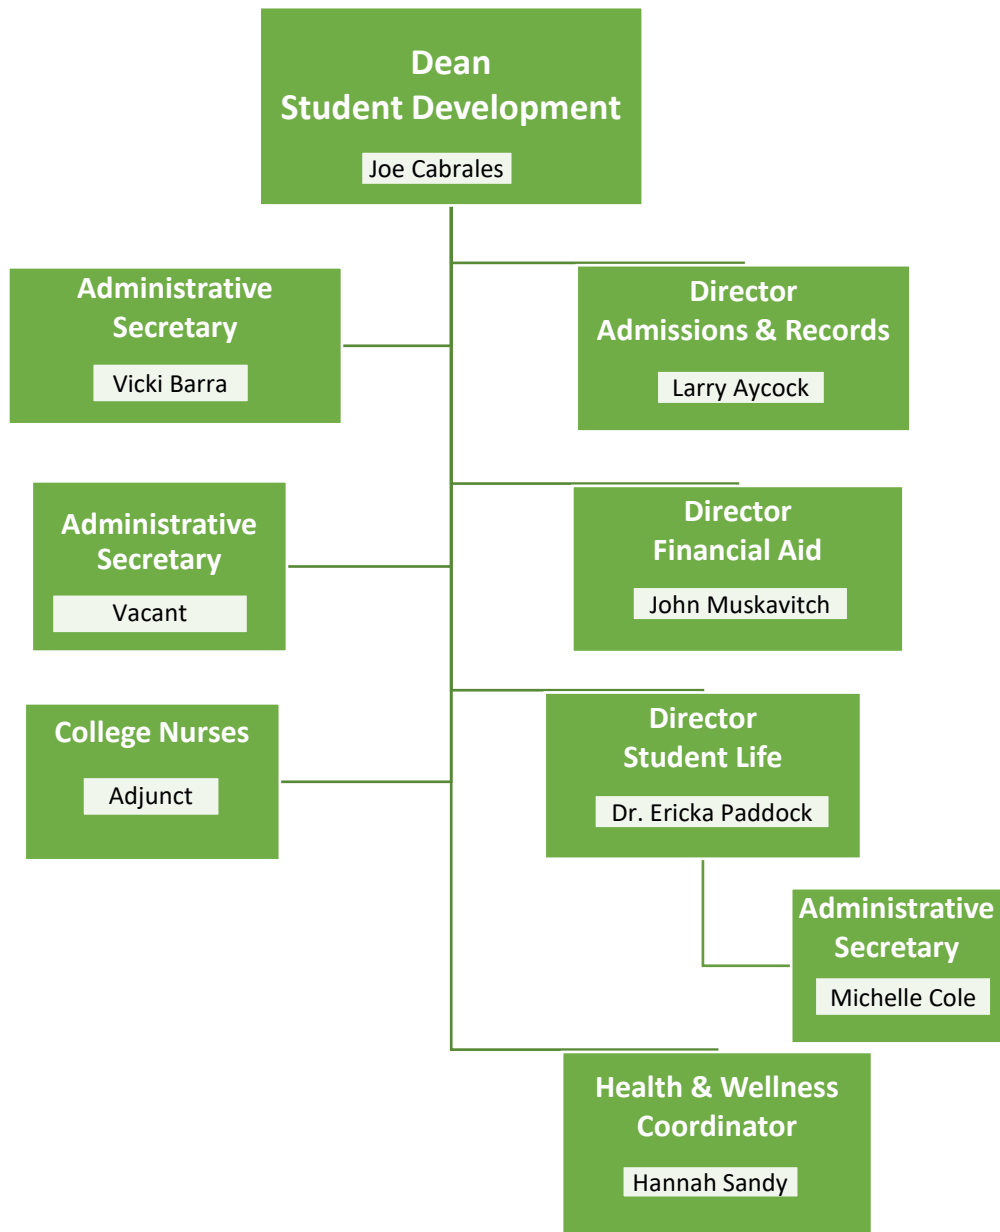 Dean
Student Development
Joe Cabrales
Administrative
Secretary
Vicki Barra
Director
Admissions & Records
Larry Aycock
Administrative
Secretary
Vacant
Director
Financial Aid
John Muskavitch
College Nurses
Adjunct
Director
Student Life
Dr. Ericka Paddock
Administrative
Secretary
Michelle Cole
Health & Wellness
Coordinator
Hannah Sandy